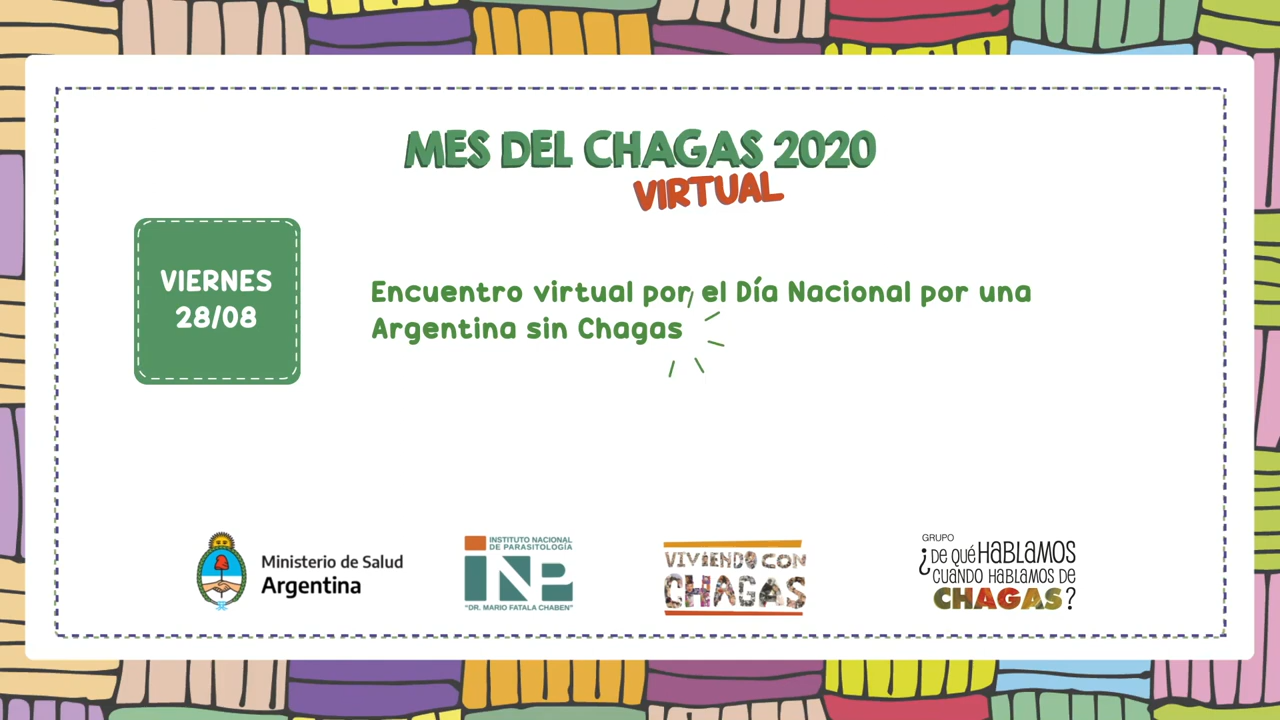 MES DEL CHAGAS 2020
VIRTUAL
VIERNES
28/08
Encuentro virtual por el Día Nacional por una
Argentina sin Chagas
Ministerio de Salud
Argentina
INSTITUTO NACIONAL
DE PARASITOLOGÍA
INP
"DR. MARIO FATALA CHABEN"
VIVIENDO CON
CHAGAS
GRUPO
¿DE QUÉ HABLAMOS
CUANDO HABLAMOS DE
CHAGAS?